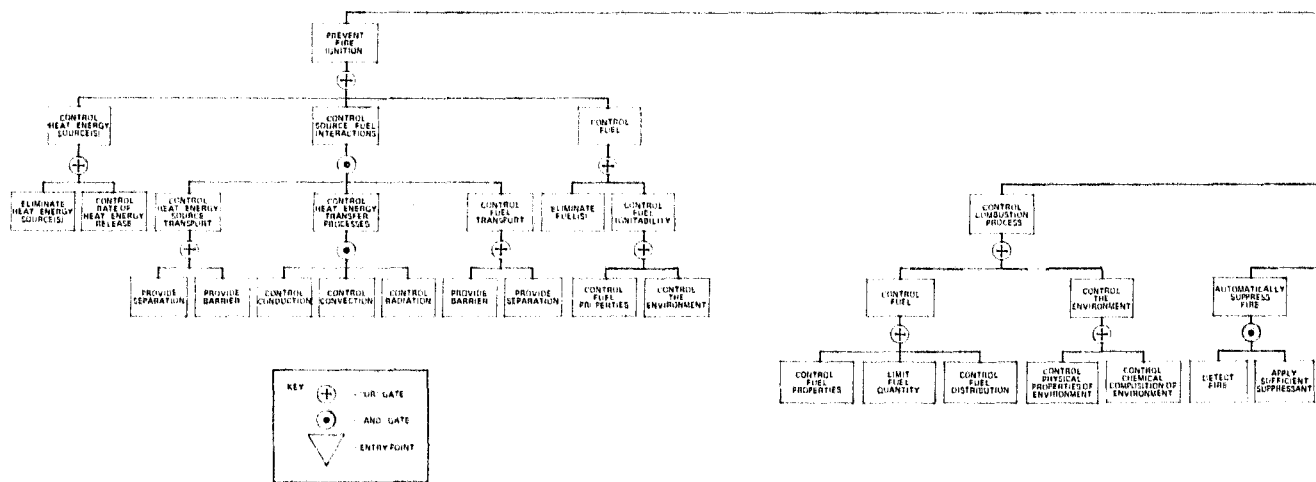 PREVENT
FIRE
IGNITION
CONTROL
HEAT ENERGY
SOURCE(S)
CONTROL
SOURCE FUEL
INTERACTIONS
CONTROL
FUEL
ELIMINATE
HEAT ENERGY
SOURCE(S)
CONTROL
RATE OF
HEAT ENERGY
RELEASE
CONTROL
HEAT ENERGY
SOURCE
TRANSPORT
CONTROL
HEAT ENERGY
TRANSFER
PROCESSES
CONTROL
FUEL
TRANSPORT
ELIMINATE
FUEL(S)
CONTROL
FUEL
IGNITABILITY
CONTROL
COMBUSTION
PROCESS
PROVIDE
SEPARATION
PROVIDE
BARRIER
CONTROL
CONDUCTION
CONTROL
CONVECTION
CONTROL
RADIATION
PROVIDE
BARRIER
PROVIDE
SEPARATION
CONTROL
FUEL
PROPERTIES
CONTROL
THE
ENVIRONMENT
CONTROL
FUEL
CONTROL
THE
ENVIRONMENT
AUTOMATICALLY
SUPPRESS
FIRE
CONTROL
FUEL
PROPERTIES
LIMIT
FUEL
QUANTITY
CONTROL
FUEL
DISTRIBUTION
CONTROL
PHYSICAL
PROPERTIES OF
ENVIRONMENT
CONTROL
CHEMICAL
COMPOSITION OF
ENVIRONMENT
DETECT
FIRE
APPLY
SUFFICIENT
SUPPRESSANT
KEY
- OR GATE
- AND GATE
- ENTRY POINT